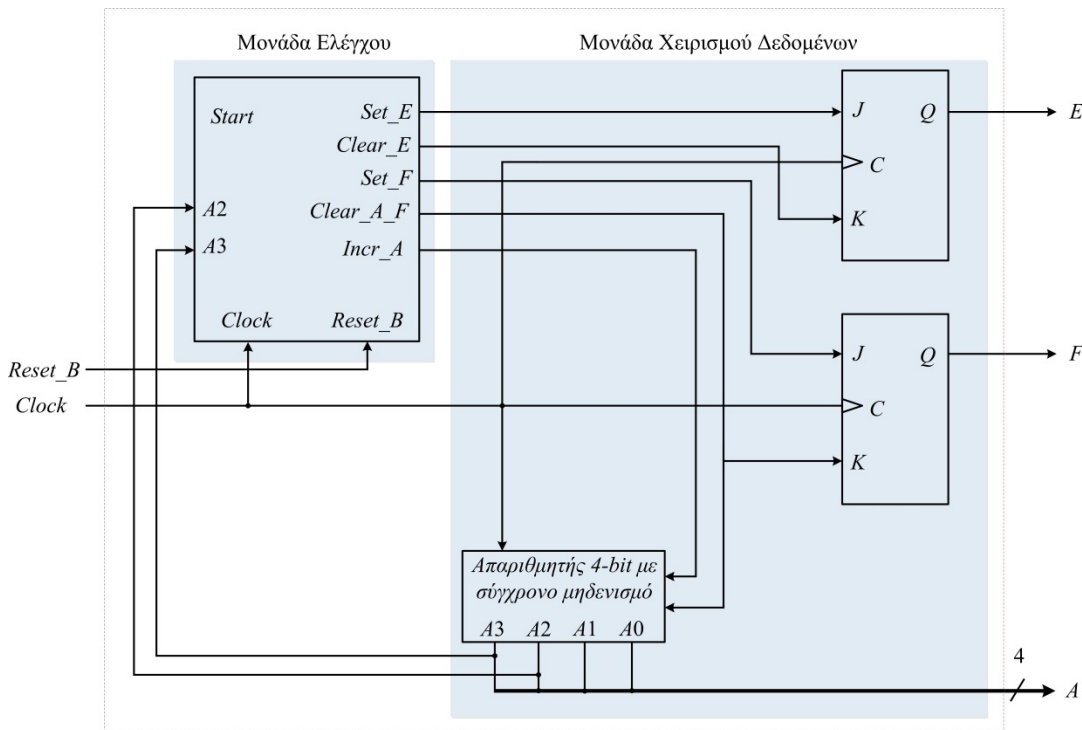 Μονάδα Ελέγχου
Μονάδα Χειρισμού Δεδομένων
Start
Set_E
Clear_E
Set_F
Clear_A_F
Incr_A
A2
A3
Clock
Reset_B
J
Q
C
K
E
J
Q
C
K
F
Reset_B
Clock
Απαριθμητής 4-bit με
σύγχρονο μηδενισμό
A3 A2 A1 A0
4
A